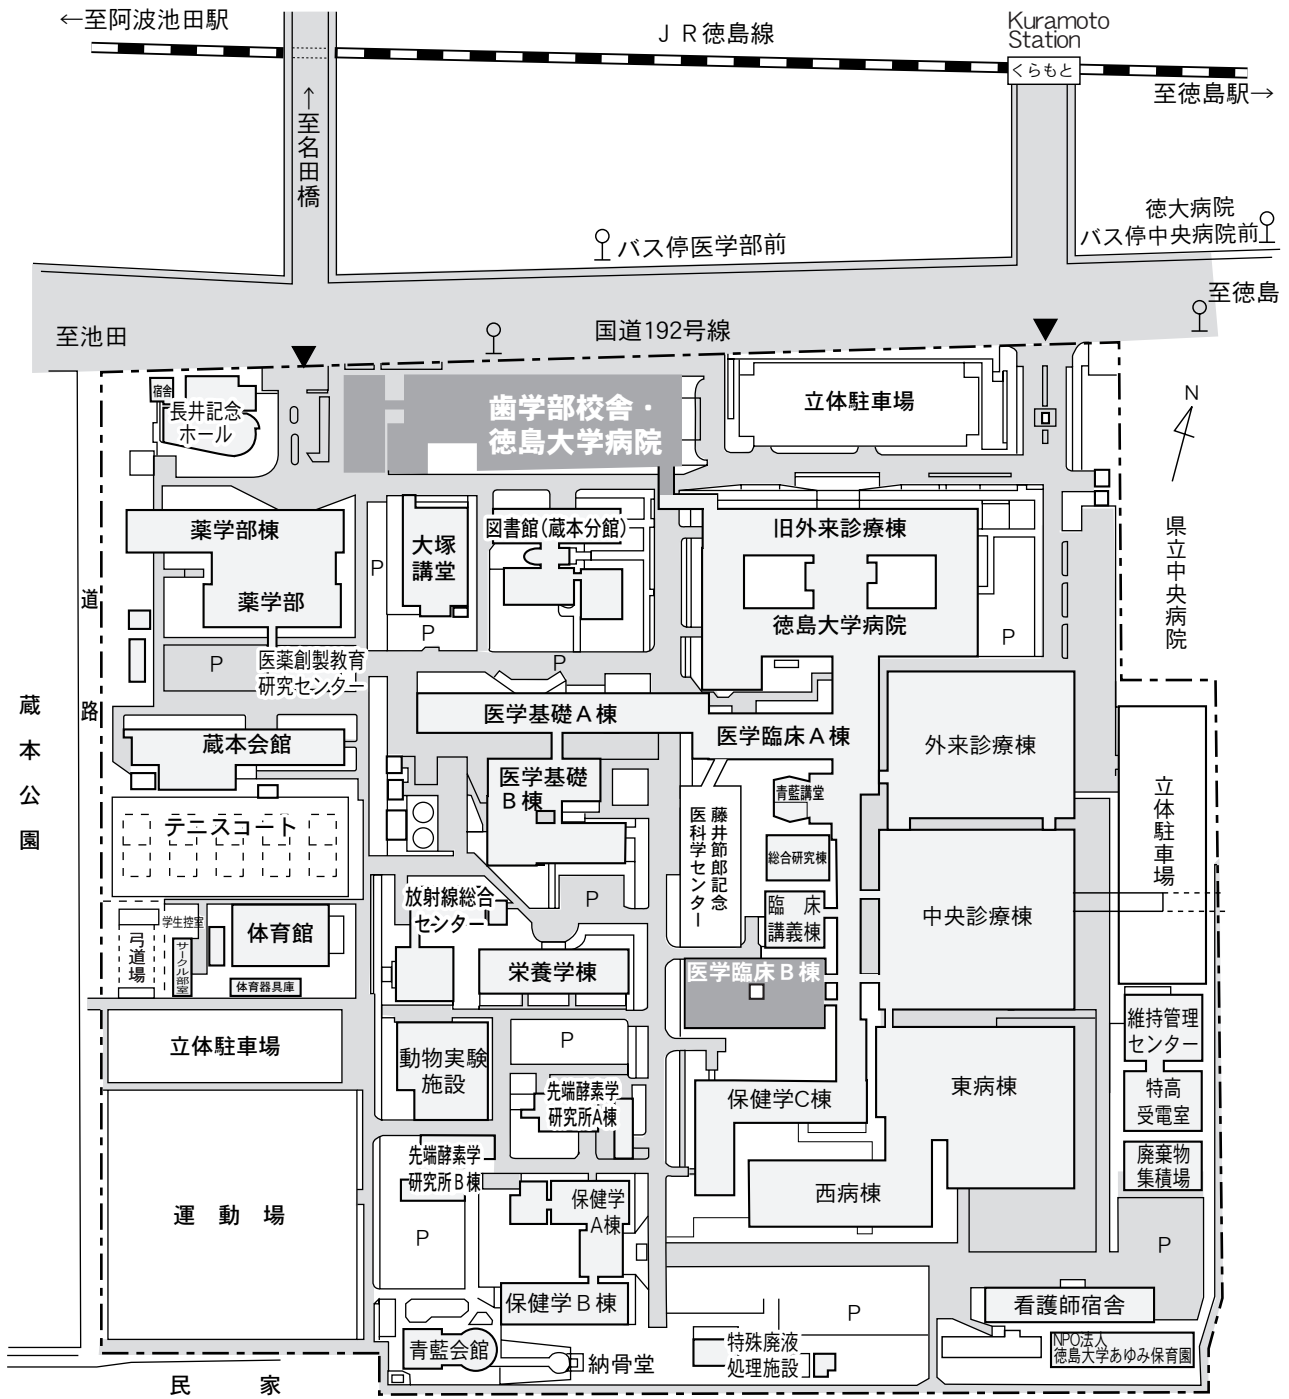 ←至阿波池田駅
ＪＲ徳島線
Kuramoto
Station
くらもと
至徳島駅→
←至名田橋
徳大病院
バス停中央病院前
バス停医学部前
至徳島
国道192号線
至池田
宿舎
長井記念
ホール
歯学部校舎・
徳島大学病院
立体駐車場
N
県立中央病院
薬学部棟
薬学部
大塚
講堂
P
P
図書館(蔵本分館)
旧外来診療棟
徳島大学病院
P
道路
P
医薬創製教育
研究センター
P
蔵本公園
蔵本会館
医学基礎Ａ棟
医学臨床Ａ棟
外来診療棟
医学基礎
Ｂ棟
青藍講堂
立体駐車場
テニスコート
藤井節郎記念
医科学センター
総合研究棟
P
放射線総合
センター
臨床
講義棟
中央診療棟
学生控室
弓道場
サークル部室
体育館
体育器具庫
栄養学棟
医学臨床Ｂ棟
維持管理
センター
立体駐車場
P
動物実験
施設
先端酵素学
研究所A棟
保健学C棟
東病棟
特高
受電室
先端酵素学
研究所Ｂ棟
廃棄物
集積場
運動場
保健学
A棟
西病棟
P
P
保健学Ｂ棟
P
看護師宿舎
青藍会館
納骨堂
特殊廃液
処理施設
NPO法人
徳島大学あゆみ保育園
民家